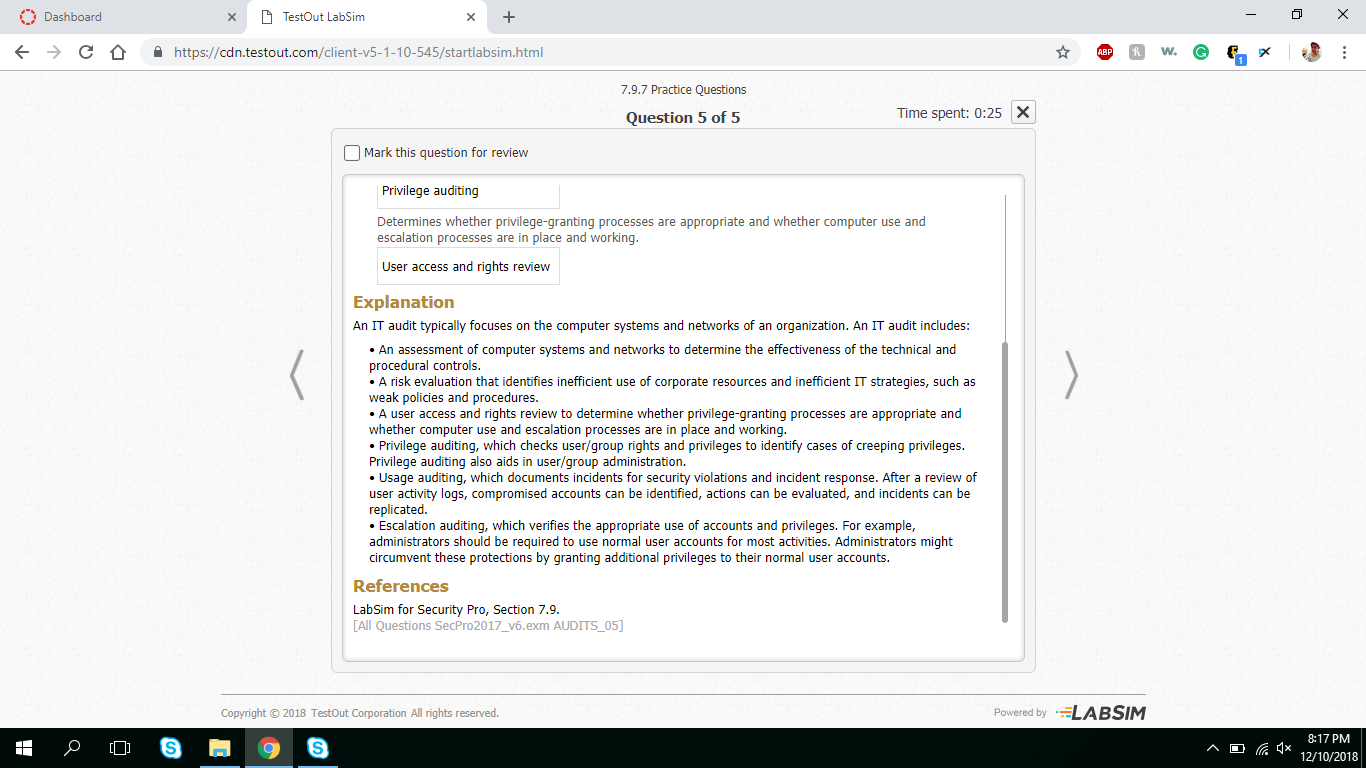 Dashboard
TestOut LabSim
https://cdn.testout.com/client-v5-1-10-545/startlabsim.html
ABP
w.
1
7.9.7 Practice Questions
Question 5 of 5
Time spent: 0:25
Mark this question for review
Privilege auditing
Determines whether privilege-granting processes are appropriate and whether computer use and
escalation processes are in place and working.
User access and rights review
Explanation
An IT audit typically focuses on the computer systems and networks of an organization. An IT audit includes:
• An assessment of computer systems and networks to determine the effectiveness of the technical and
procedural controls.
• A risk evaluation that identifies inefficient use of corporate resources and inefficient IT strategies, such as
weak policies and procedures.
• A user access and rights review to determine whether privilege-granting processes are appropriate and
whether computer use and escalation processes are in place and working.
• Privilege auditing, which checks user/group rights and privileges to identify cases of creeping privileges.
Privilege auditing also aids in user/group administration.
• Usage auditing, which documents incidents for security violations and incident response. After a review of
user activity logs, compromised accounts can be identified, actions can be evaluated, and incidents can be
replicated.
• Escalation auditing, which verifies the appropriate use of accounts and privileges. For example,
administrators should be required to use normal user accounts for most activities. Administrators might
circumvent these protections by granting additional privileges to their normal user accounts.
References
LabSim for Security Pro, Section 7.9.
[All Questions SecPro2017_v6.exm AUDITS_05]
Copyright © 2018 TestOut Corporation All rights reserved.
Powered by LABSIM
8:17 PM
12/10/2018